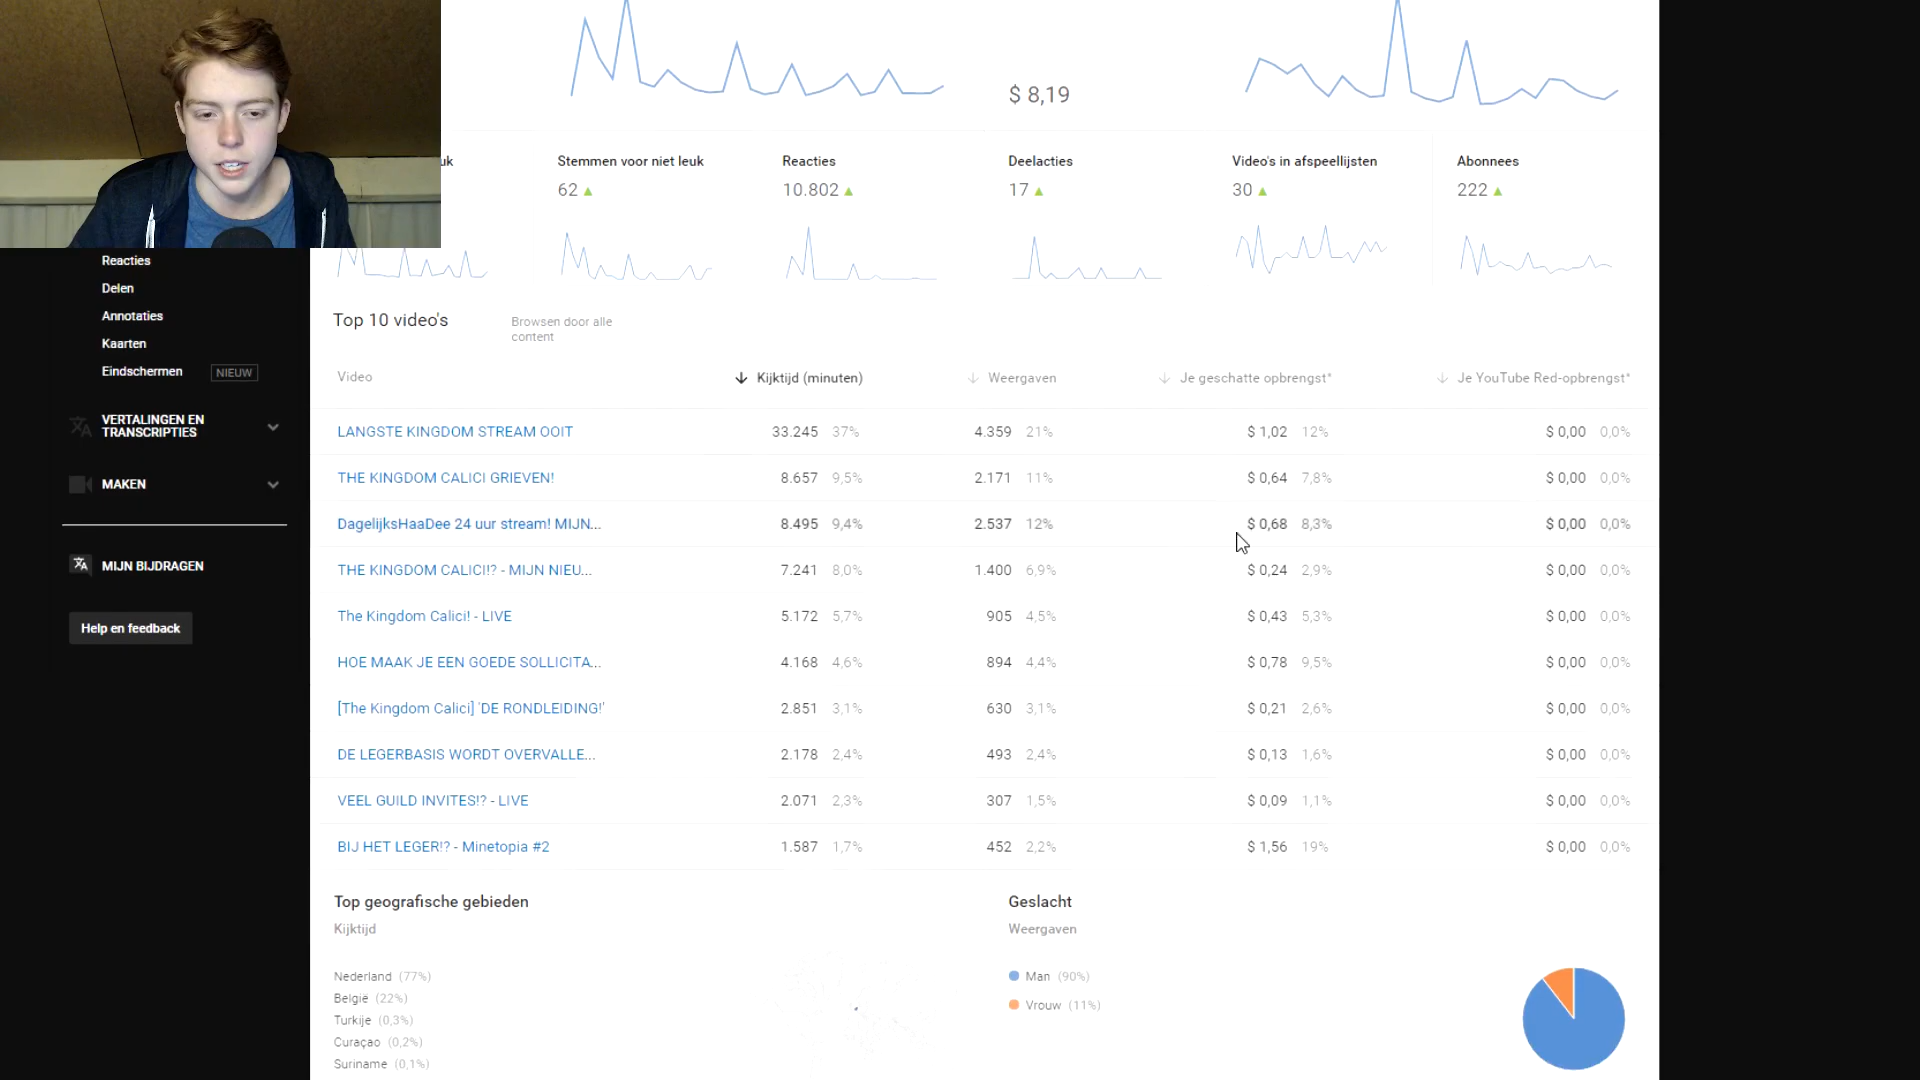 $ 8,19
uk
Stemmen voor niet leuk
62
Reacties
10.802
Deelacties
17
Video's in afspeellijsten
30
Abonnees
222
Reacties
Delen
Annotaties
Kaarten
Eindschermen NIEUW
VERTALINGEN EN
TRANSCRIPTIES
MAKEN
MIJN BIJDRAGEN
Help en feedback
Top 10 video's
Browsen door alle
content
Video Kijktijd (minuten) Weergaven Je geschatte opbrengst* Je YouTube Red-opbrengst*
LANGSTE KINGDOM STREAM OOIT 33.245 37% 4.359 21% $ 1,02 12% $ 0,00 0,0%
THE KINGDOM CALICI GRIEVEN! 8.657 9,5% 2.171 11% $ 0,64 7,8% $ 0,00 0,0%
DagelijksHaaDee 24 uur stream! MIJN... 8.495 9,4% 2.537 12% $ 0,68 8,3% $ 0,00 0,0%
THE KINGDOM CALICI!? - MIJN NIEU... 7.241 8,0% 1.400 6,9% $ 0,24 2,9% $ 0,00 0,0%
The Kingdom Calici! - LIVE 5.172 5,7% 905 4,5% $ 0,43 5,3% $ 0,00 0,0%
HOE MAAK JE EEN GOEDE SOLLICITA... 4.168 4,6% 894 4,4% $ 0,78 9,5% $ 0,00 0,0%
[The Kingdom Calici] 'DE RONDLEIDING!' 2.851 3,1% 630 3,1% $ 0,21 2,6% $ 0,00 0,0%
DE LEGERBASIS WORDT OVERVALLE... 2.178 2,4% 493 2,4% $ 0,13 1,6% $ 0,00 0,0%
VEEL GUILD INVITES!? - LIVE 2.071 2,3% 307 1,5% $ 0,09 1,1% $ 0,00 0,0%
BIJ HET LEGER!? - Minetopia #2 1.587 1,7% 452 2,2% $ 1,56 19% $ 0,00 0,0%
Top geografische gebieden
Kijktijd
Nederland (77%)
België (22%)
Turkije (0,3%)
Curaçao (0,2%)
Suriname (0,1%)
Geslacht
Weergaven
Man (90%)
Vrouw (11%)